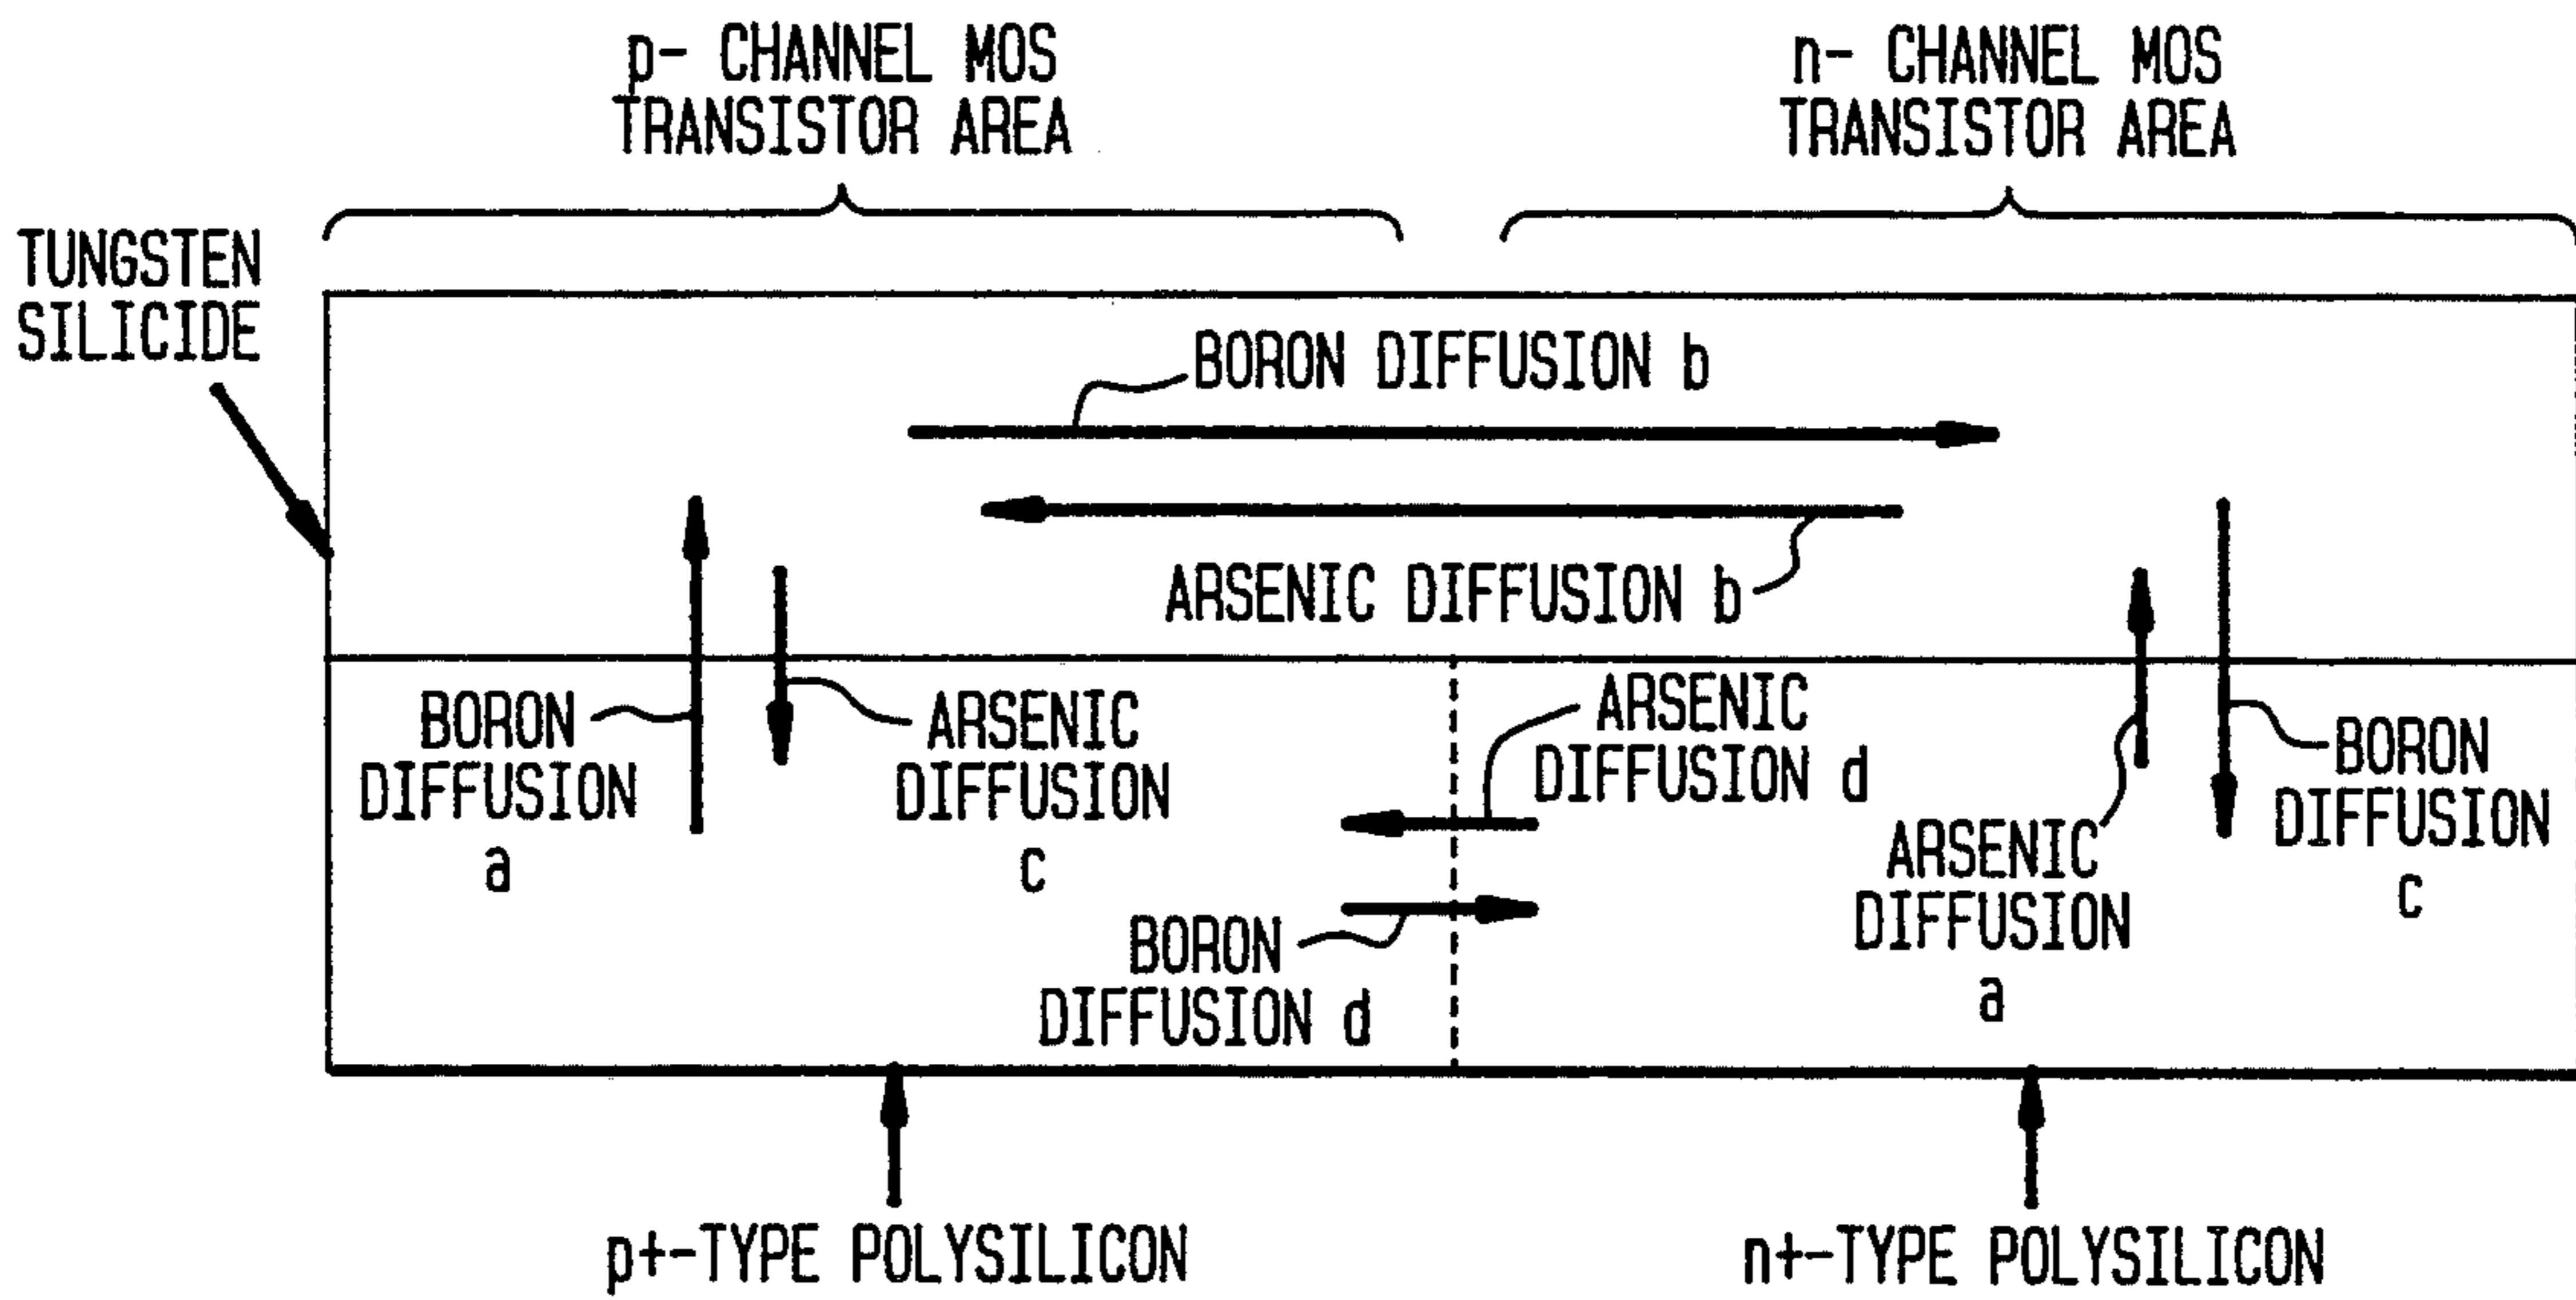 p- CHANNEL MOS
TRANSISTOR AREA
n- CHANNEL MOS
TRANSISTOR AREA
TUNGSTEN
SILICIDE
BORON DIFFUSION b
ARSENIC DIFFUSION b
BORON
DIFFUSION
a
ARSENIC
DIFFUSION
c
ARSENIC
DIFFUSION d
BORON
DIFFUSION d
ARSENIC
DIFFUSION
a
BORON
DIFFUSION
c
p+-TYPE POLYSILICON
n+-TYPE POLYSILICON